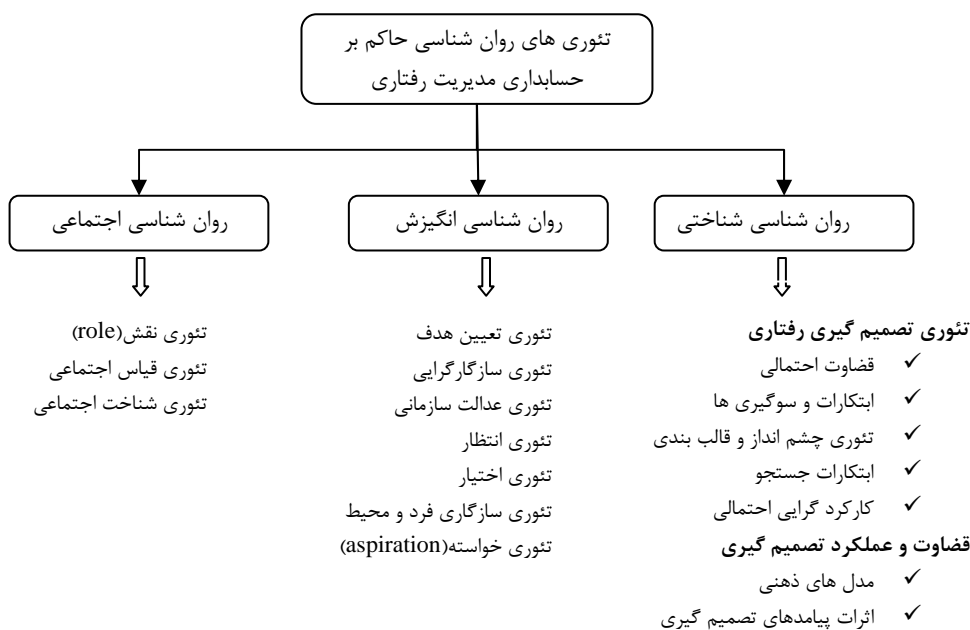 تئوری های روان شناسی حاکم بر
حسابداری مدیریت رفتاری
روان شناسی شناختی
روان شناسی انگیزش
روان شناسی اجتماعی
تئوری تصمیم گیری رفتاری
✓ قضاوت احتمالی
✓ ابتکارات و سوگیری ها
✓ تئوری چشم انداز و قالب بندی
✓ ابتکارات جستجو
✓ کارکرد گرایی احتمالی
قضاوت و عملکرد تصمیم گیری
✓ مدل های ذهنی
✓ اثرات پیامدهای تصمیم گیری
تئوری تعیین هدف
تئوری سازگارگرایی
تئوری عدالت سازمانی
تئوری انتظار
تئوری اختیار
تئوری سازگاری فرد و محیط
تئوری خواسته(aspiration)
تئوری نقش(role)
تئوری قیاس اجتماعی
تئوری شناخت اجتماعی